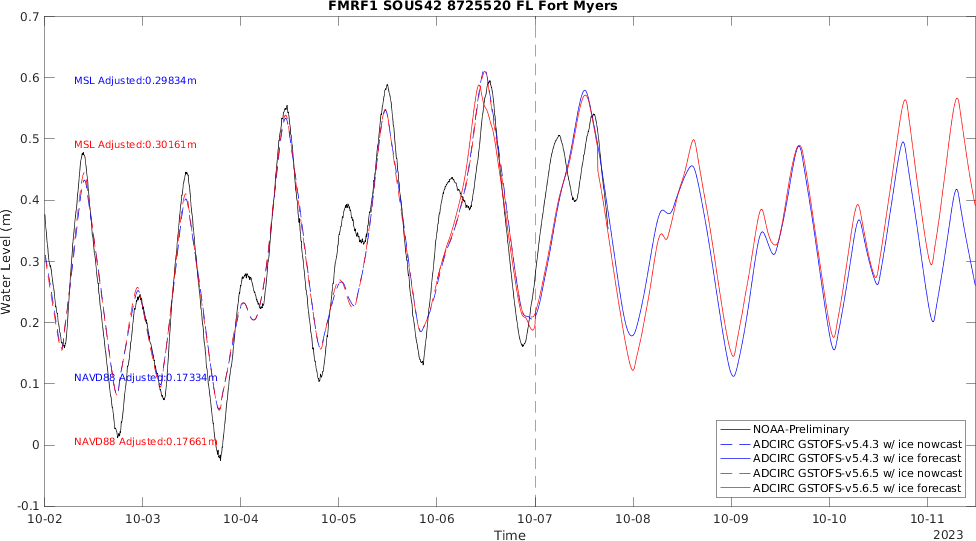 FMRF1 SOUS42 8725520 FL Fort Myers
0.7
0.6
0.5
0.4
0.3
0.2
0.1
0
-0.1
Water Level (m)
MSL Adjusted:0.29834m
MSL Adjusted:0.30161m
NAVD88 Adjusted:0.17334m
NAVD88 Adjusted:0.17661m
NOAA-Preliminary
ADCIRC GSTOFS-v5.4.3 w/ ice nowcast
ADCIRC GSTOFS-v5.4.3 w/ ice forecast
ADCIRC GSTOFS-v5.6.5 w/ ice nowcast
ADCIRC GSTOFS-v5.6.5 w/ ice forecast
10-02 10-03 10-04 10-05 10-06 10-07 10-08 10-09 10-10 10-11
Time
2023